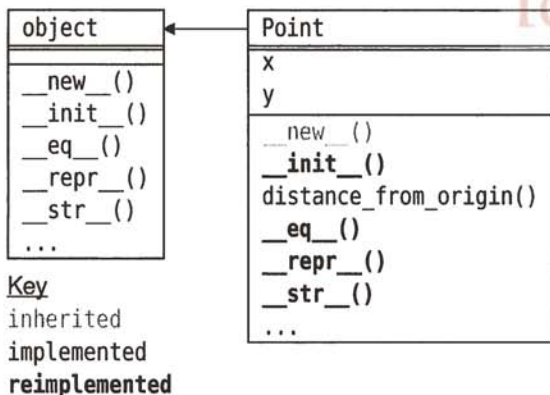 object
__new__()
__init__()
__eq__()
__repr__()
__str__()
...
Point
x
y
__new__()
__init__()
distance_from_origin()
__eq__()
__repr__()
__str__()
...
Key
inherited
implemented
reimplemented